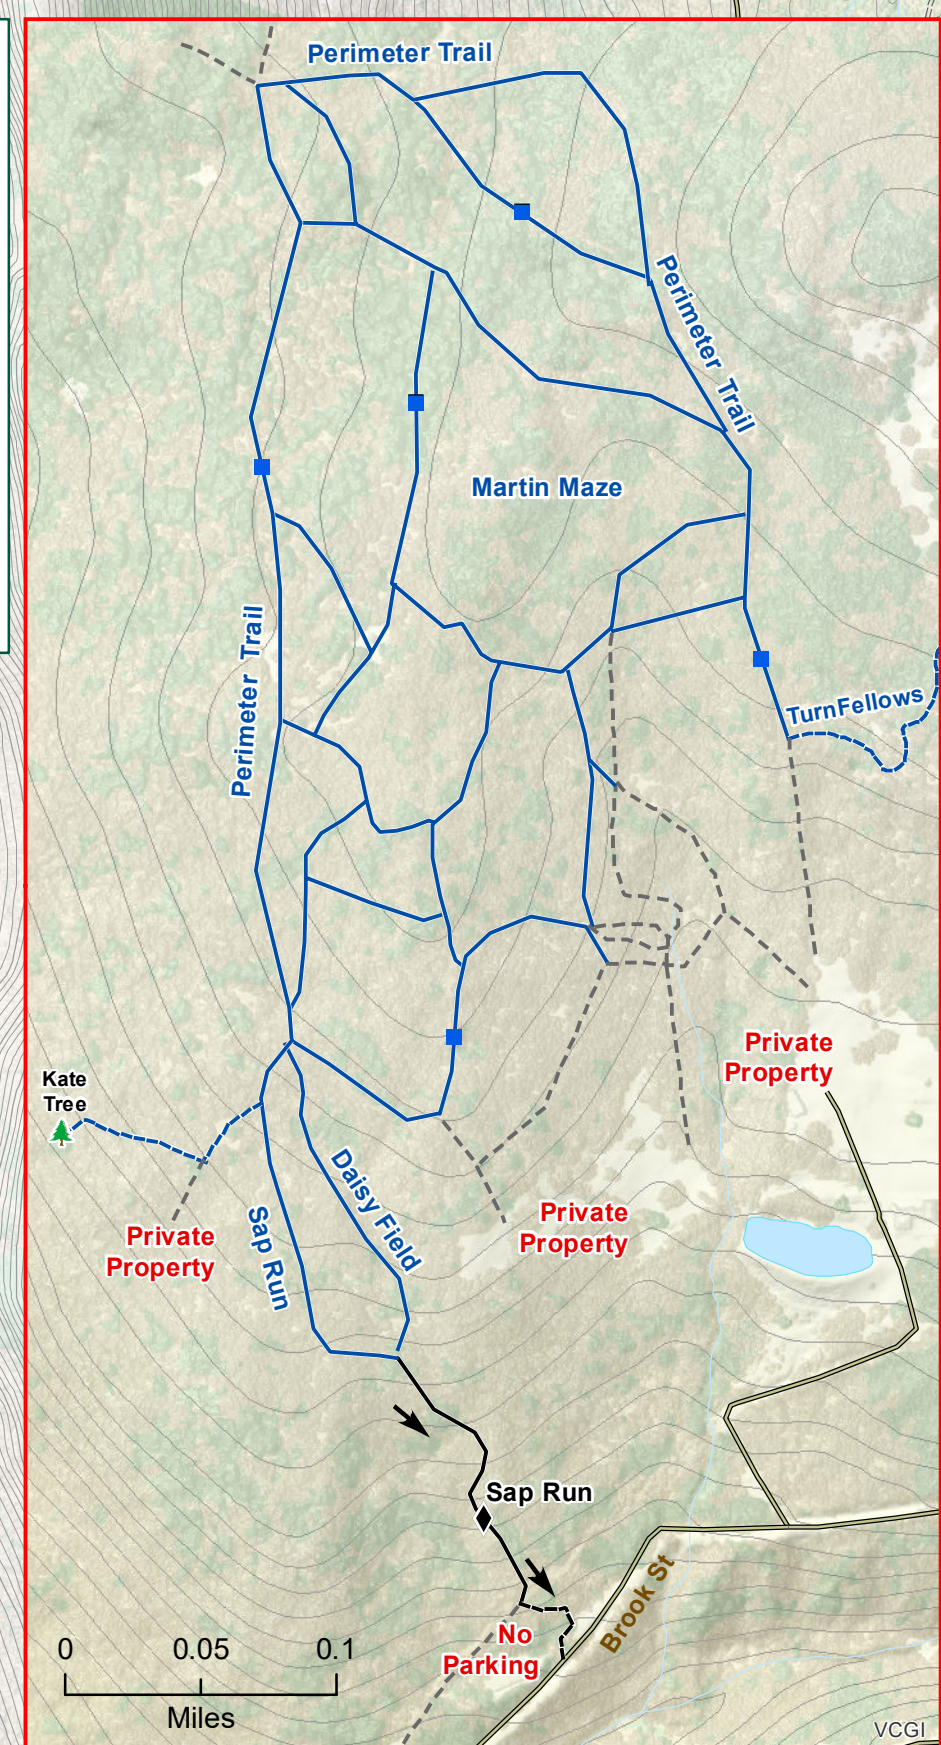 Perimeter Trail
Perimeter Trail
Martin Maze
Perimeter Trail
TurnFellows
Private
Property
Kate
Tree
Daisy Field
Private
Property
Sap Run
Private
Property
Sap Run
Brook St
No
Parking
0 0.05 0.1
Miles
VCGI